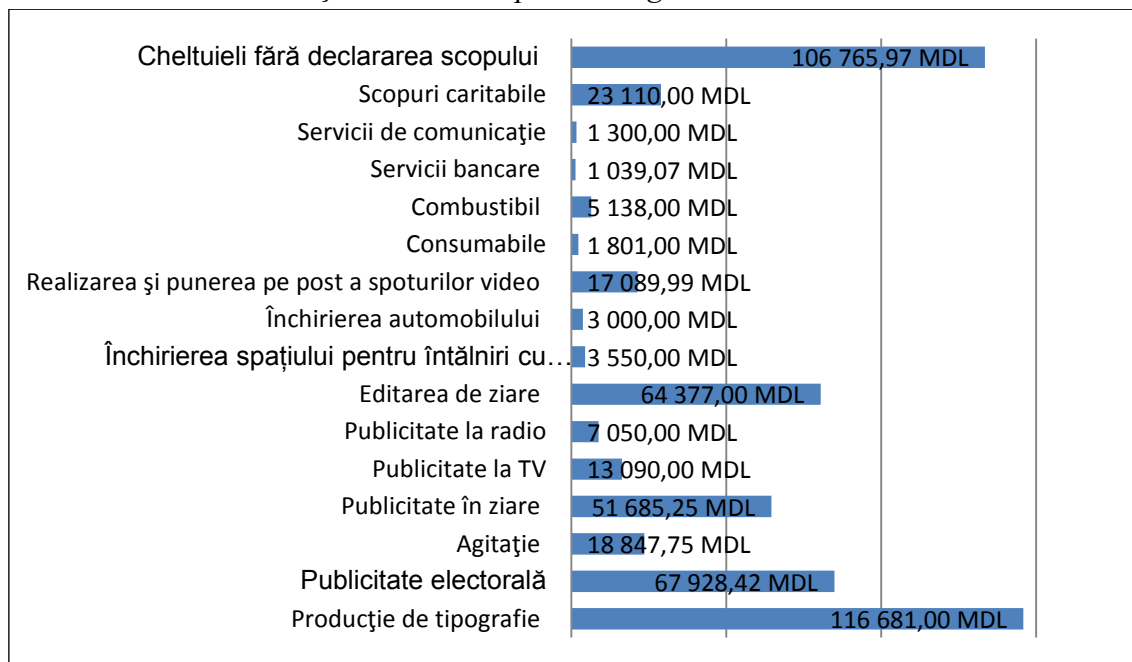 Cheltuieli fără declararea scopului 106 765,97 MDL
Scopuri caritabile 23 110,00 MDL
Servicii de comunicaţie 1 300,00 MDL
Servicii bancare 1 039,07 MDL
Combustibil 5 138,00 MDL
Consumabile 1 801,00 MDL
Realizarea şi punerea pe post a spoturilor video 17 089,99 MDL
Închirierea automobilului 3 000,00 MDL
Închirierea spațiului pentru întâlniri cu… 3 550,00 MDL
Editarea de ziare 64 377,00 MDL
Publicitate la radio 7 050,00 MDL
Publicitate la TV 13 090,00 MDL
Publicitate în ziare 51 685,25 MDL
Agitaţie 18 847,75 MDL
Publicitate electorală 67 928,42 MDL
Producţie de tipografie 116 681,00 MDL